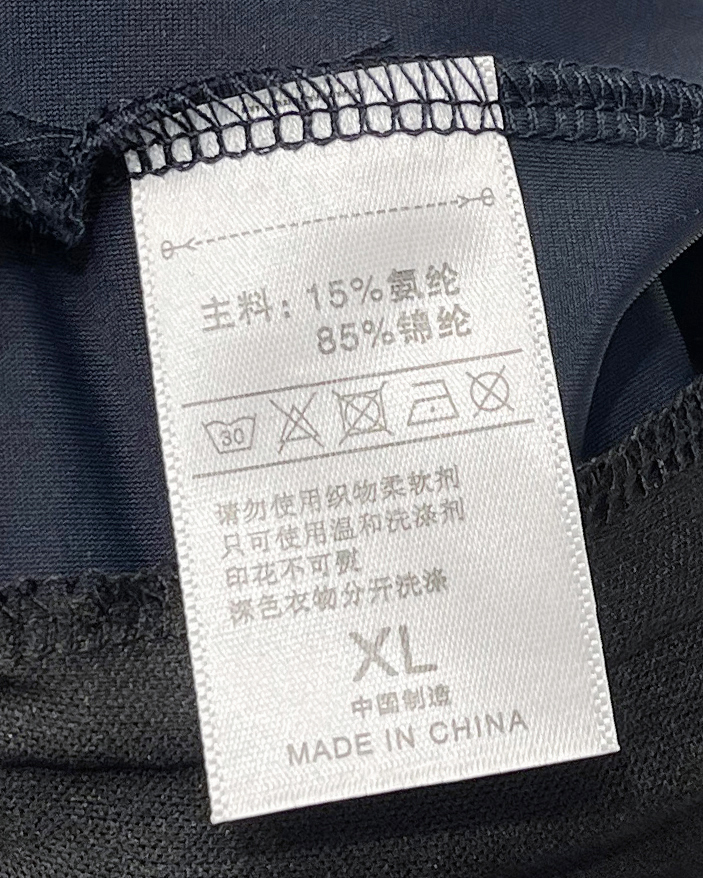 主料：15%氨纶
85%锦纶
30
请勿使用织物柔软剂
只可使用温和洗涤剂
印花不可熨
深色衣物分开洗涤
XL
中国制造
MADE IN CHINA